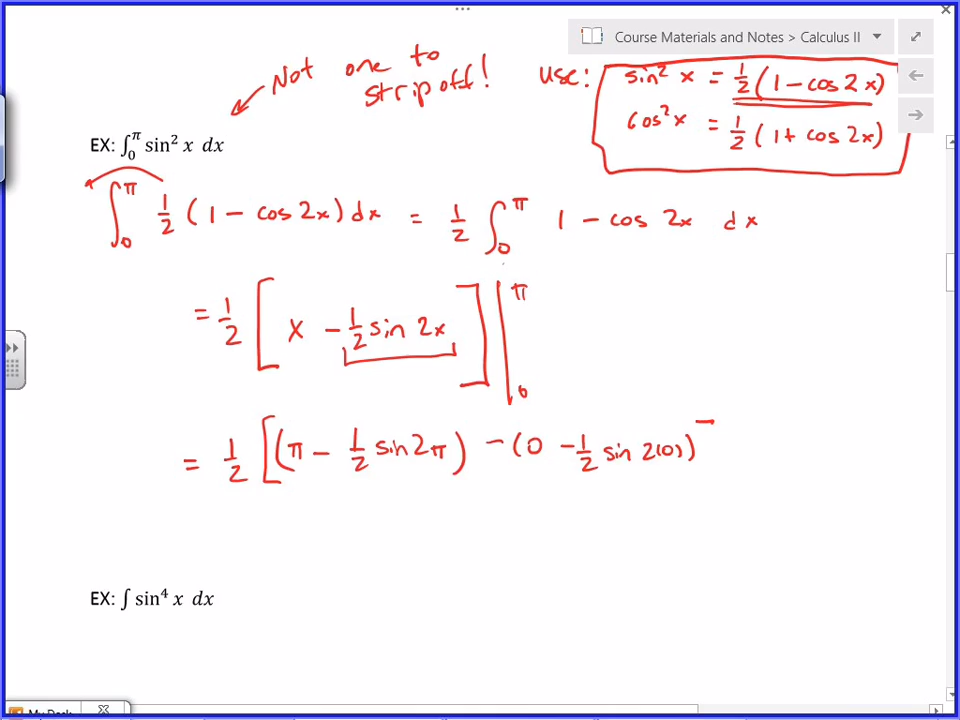 Course Materials and Notes > Calculus II
Not one to strip off!
use: sin² x = 1/2 (1 - cos 2x)
cos² x = 1/2 (1 + cos 2x)
EX: ∫₀^π sin² x dx
∫₀^π 1/2 (1 - cos 2x) dx = 1/2 ∫₀^π 1 - cos 2x dx
= 1/2 [ x - 1/2 sin 2x ] |₀^π
= 1/2 [(π - 1/2 sin 2π) - (0 - 1/2 sin 2(0))
EX: ∫ sin⁴ x dx